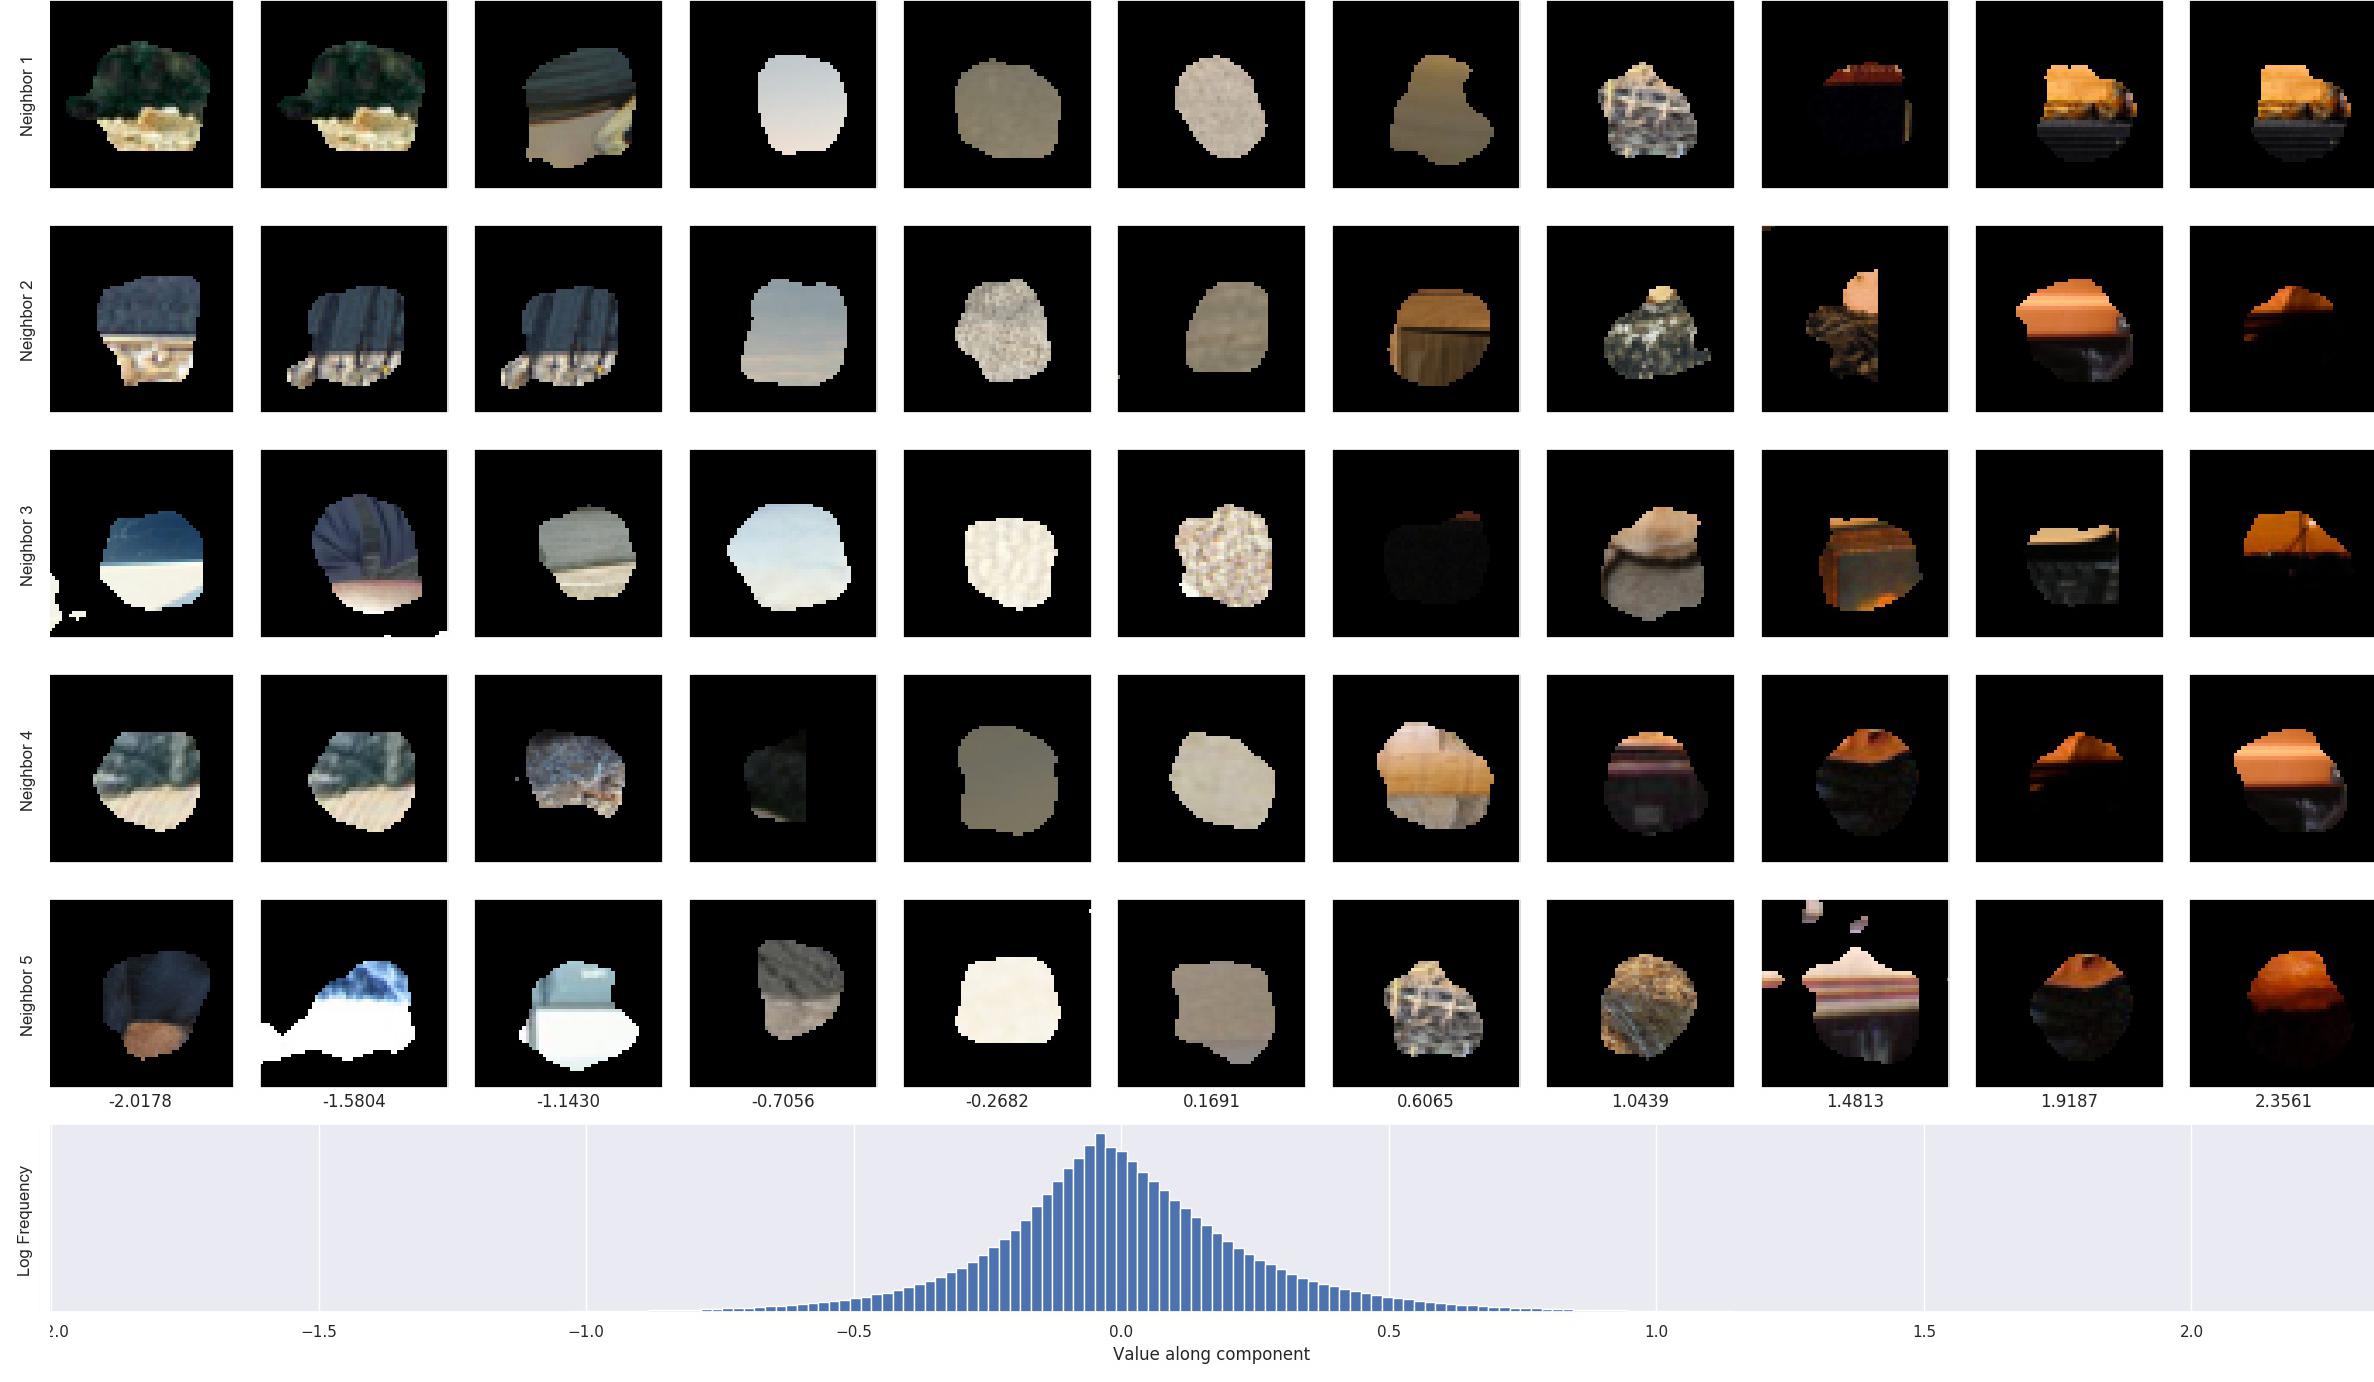 Neighbor 1
Neighbor 2
Neighbor 3
Neighbor 4
Neighbor 5
-2.0178 -1.5804 -1.1430 -0.7056 -0.2682 0.1691 0.6065 1.0439 1.4813 1.9187 2.3561
Log Frequency
2.0 −1.5 −1.0 −0.5 0.0 0.5 1.0 1.5 2.0
Value along component